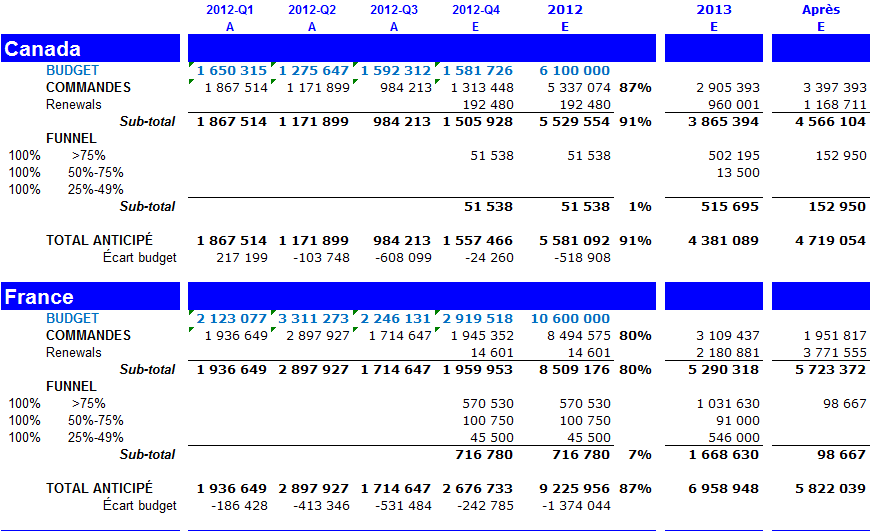 2012-Q1 2012-Q2 2012-Q3 2012-Q4 2012 2013 Après
A A A E E E E
Canada
BUDGET 1 650 315 1 275 647 1 592 312 1 581 726 6 100 000
COMMANDES 1 867 514 1 171 899 984 213 1 313 448 5 337 074 87% 2 905 393 3 397 393
Renewals 192 480 192 480 960 001 1 168 711
Sub-total 1 867 514 1 171 899 984 213 1 505 928 5 529 554 91% 3 865 394 4 566 104
FUNNEL
100% >75% 51 538 51 538 502 195 152 950
100% 50%-75% 13 500
100% 25%-49%
Sub-total 51 538 51 538 1% 515 695 152 950
TOTAL ANTICIPÉ 1 867 514 1 171 899 984 213 1 557 466 5 581 092 91% 4 381 089 4 719 054
Écart budget 217 199 -103 748 -608 099 -24 260 -518 908
France
BUDGET 2 123 077 3 311 273 2 246 131 2 919 518 10 600 000
COMMANDES 1 936 649 2 897 927 1 714 647 1 945 352 8 494 575 80% 3 109 437 1 951 817
Renewals 14 601 14 601 2 180 881 3 771 555
Sub-total 1 936 649 2 897 927 1 714 647 1 959 953 8 509 176 80% 5 290 318 5 723 372
FUNNEL
100% >75% 570 530 570 530 1 031 630 98 667
100% 50%-75% 100 750 100 750 91 000
100% 25%-49% 45 500 45 500 546 000
Sub-total 716 780 716 780 7% 1 668 630 98 667
TOTAL ANTICIPÉ 1 936 649 2 897 927 1 714 647 2 676 733 9 225 956 87% 6 958 948 5 822 039
Écart budget -186 428 -413 346 -531 484 -242 785 -1 374 044